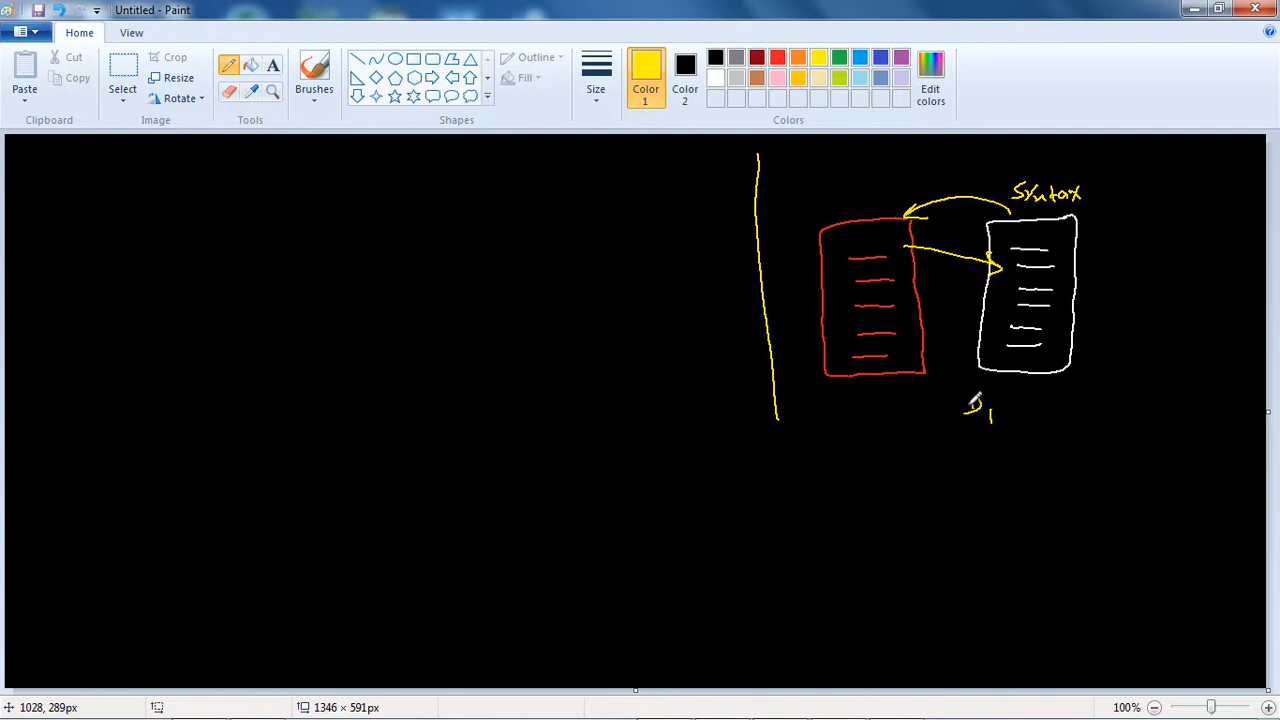 Untitled - Paint
Home
View
Paste
Cut
Copy
Clipboard
Select
Crop
Resize
Rotate
Image
Tools
Brushes
Outline
Fill
Shapes
Size
Color 1
Color 2
Edit colors
Colors
Syntax
1028, 289px
1346 × 591px
100%